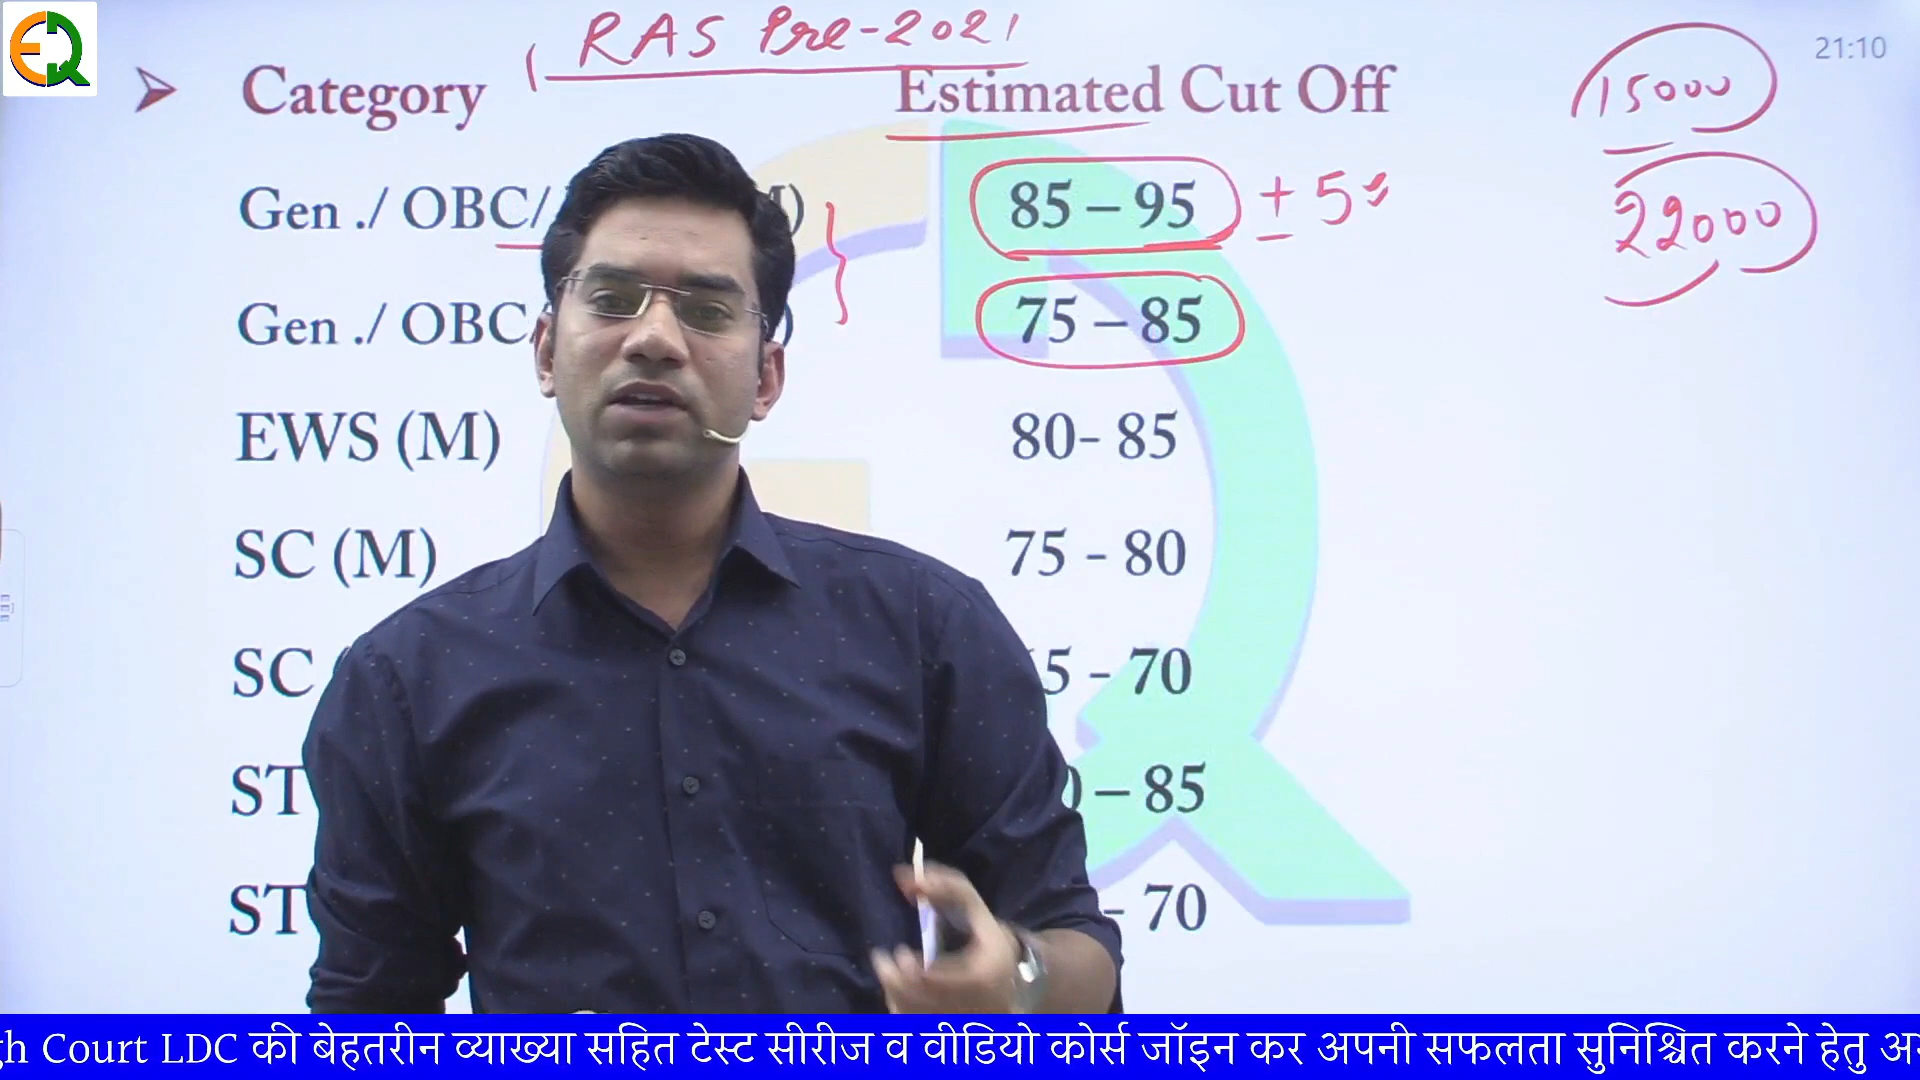 EQ
RAS Pre-2021
21:10
Category Estimated Cut Off
15000
Gen ./ OBC/ 85 – 95 ± 5
22000
Gen ./ OBC 75 – 85
EWS (M) 80- 85
SC (M) 75 - 80
SC 5 - 70
ST – 85
ST - 70
Court LDC की बेहतरीन व्याख्या सहित टेस्ट सीरीज व वीडियो कोर्स जॉइन कर अपनी सफलता सुनिश्चित करने हेतु